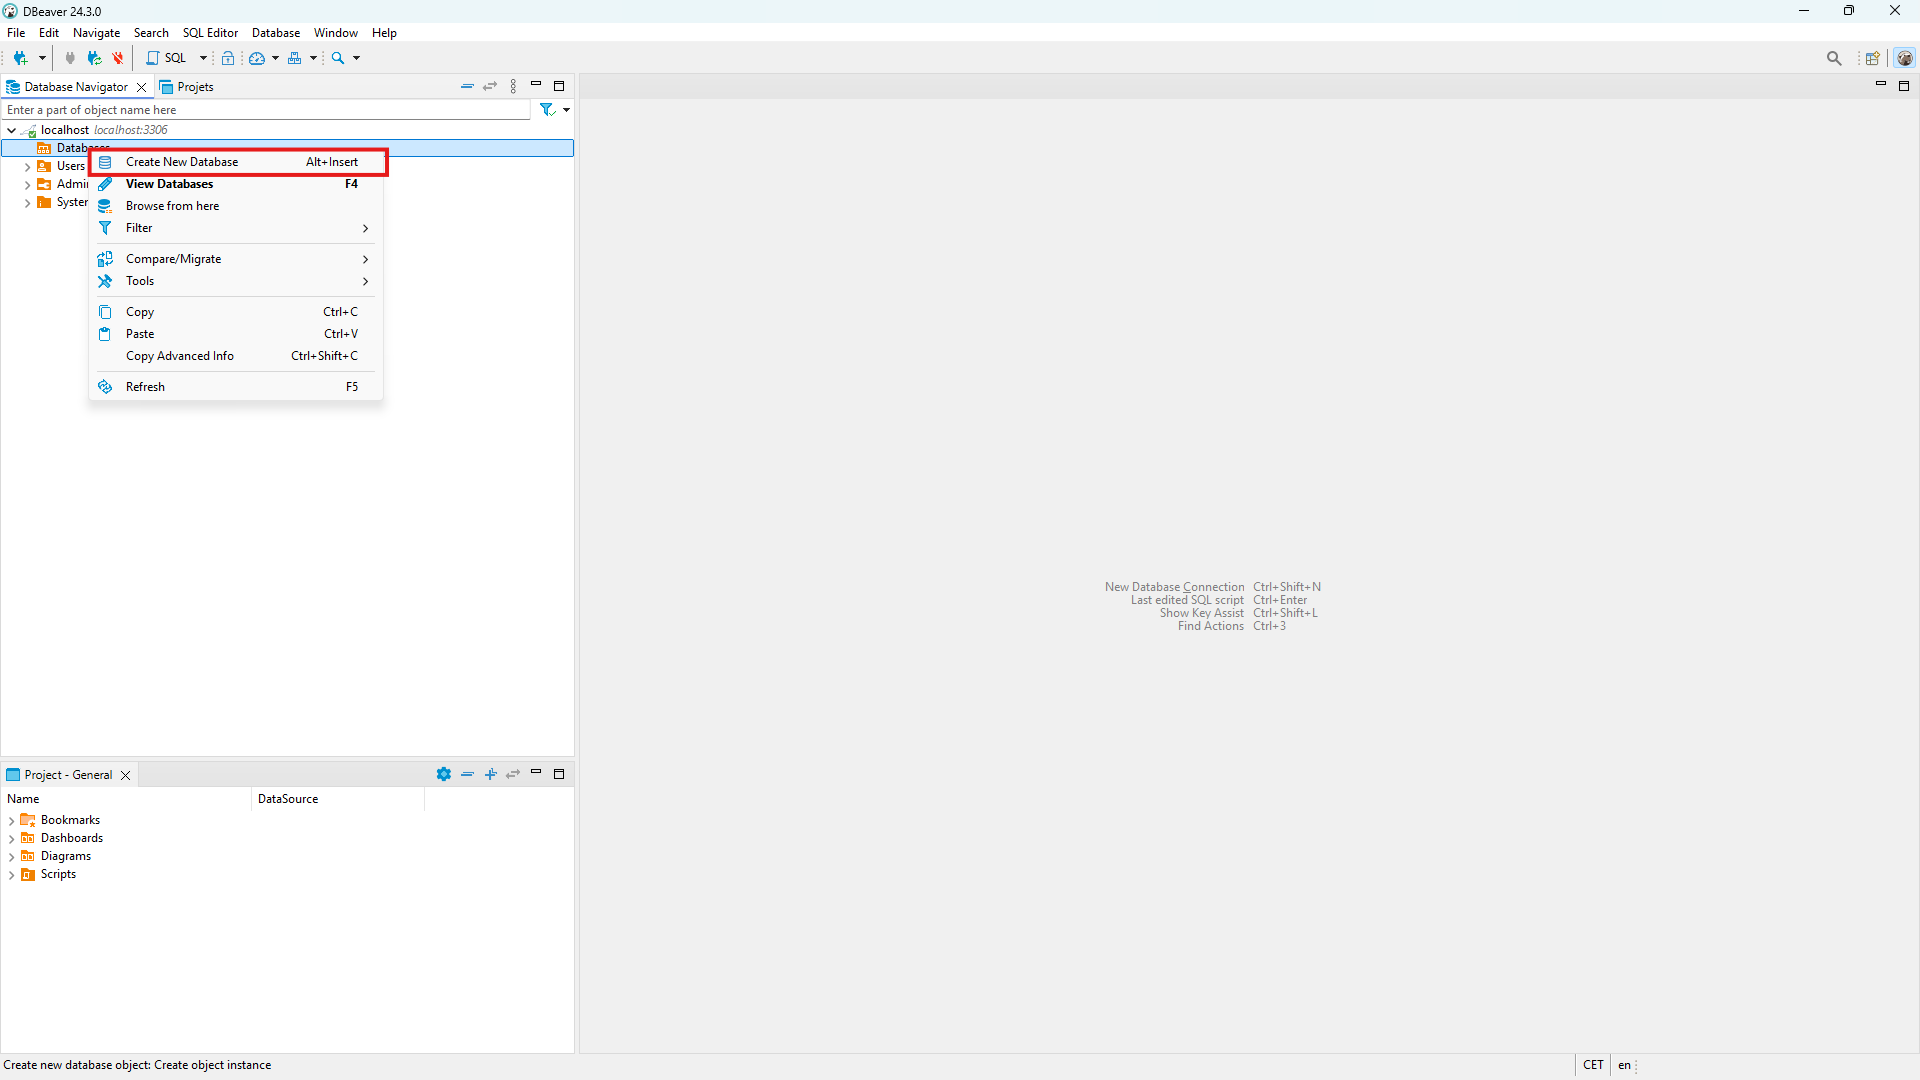 DBeaver 24.3.0
File Edit Navigate Search SQL Editor Database Window Help
SQL
Database Navigator Projets
Enter a part of object name here
localhost localhost:3306
Databases
Create New Database Alt+Insert
Users
View Databases F4
Admi
Browse from here
Syste
Filter
Compare/Migrate
Tools
Copy Ctrl+C
Paste Ctrl+V
Copy Advanced Info Ctrl+Shift+C
Refresh F5
New Database Connection Ctrl+Shift+N
Last edited SQL script Ctrl+Enter
Show Key Assist Ctrl+Shift+L
Find Actions Ctrl+3
Project - General
Name DataSource
Bookmarks
Dashboards
Diagrams
Scripts
Create new database object: Create object instance
CET en